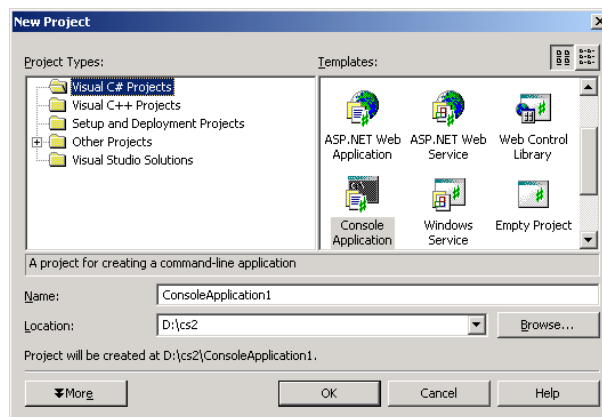 New Project
Project Types:
Templates:
Visual C# Projects
Visual C++ Projects
Setup and Deployment Projects
Other Projects
Visual Studio Solutions
ASP.NET Web Application
ASP.NET Web Service
Web Control Library
Console Application
Windows Service
Empty Project
A project for creating a command-line application
Name:
ConsoleApplication1
Location:
D:\cs2
Browse...
Project will be created at D:\cs2\ConsoleApplication1.
More
OK
Cancel
Help